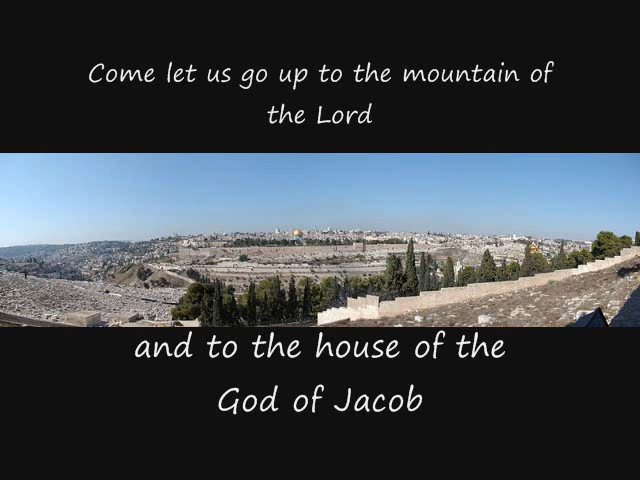 Come let us go up to the mountain of
the Lord
and to the house of the
God of Jacob